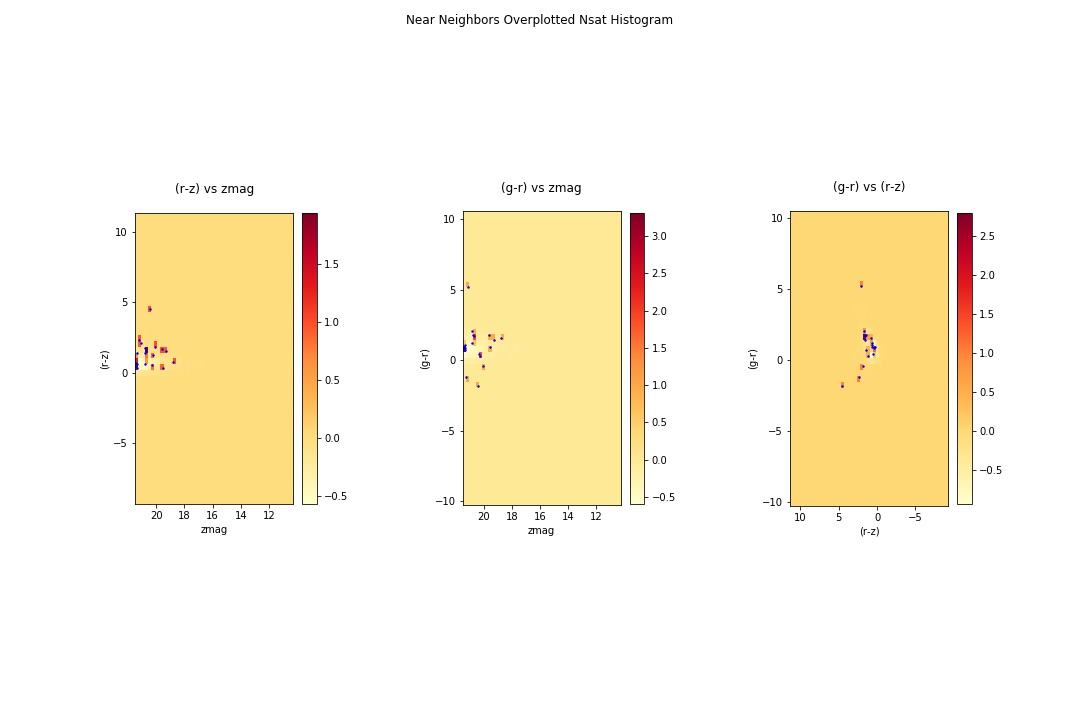 Near Neighbors Overplotted Nsat Histogram
(r-z) vs zmag
(r-z)
10
5
0
−5
20 18 16 14 12
zmag
1.5
1.0
0.5
0.0
−0.5
(g-r) vs zmag
(g-r)
10
5
0
−5
−10
20 18 16 14 12
zmag
3.0
2.5
2.0
1.5
1.0
0.5
0.0
−0.5
(g-r) vs (r-z)
(g-r)
10
5
0
−5
−10
10 5 0 −5
(r-z)
2.5
2.0
1.5
1.0
0.5
0.0
−0.5